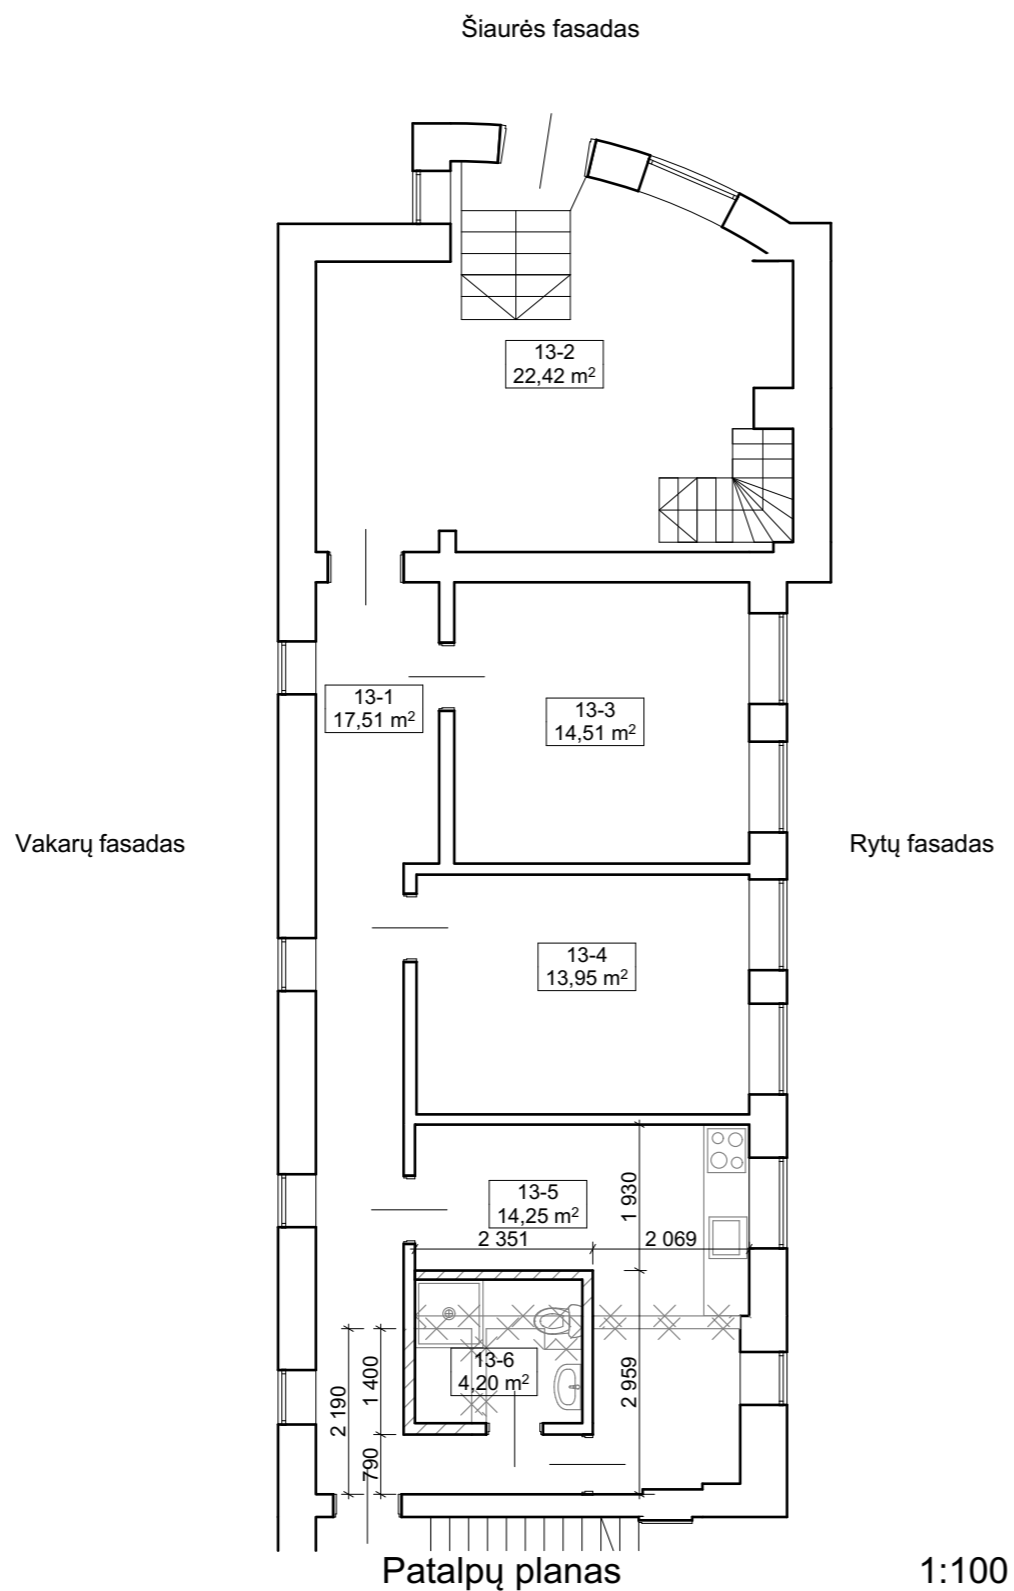 Šiaurės fasadas
13-2
22,42 m²
13-1
17,51 m²
13-3
14,51 m²
Vakarų fasadas
Rytų fasadas
13-4
13,95 m²
13-5
14,25 m²
1 930
2 351
2 069
13-6
4,20 m²
2 190
1 400
2 959
790
Patalpų planas
1:100